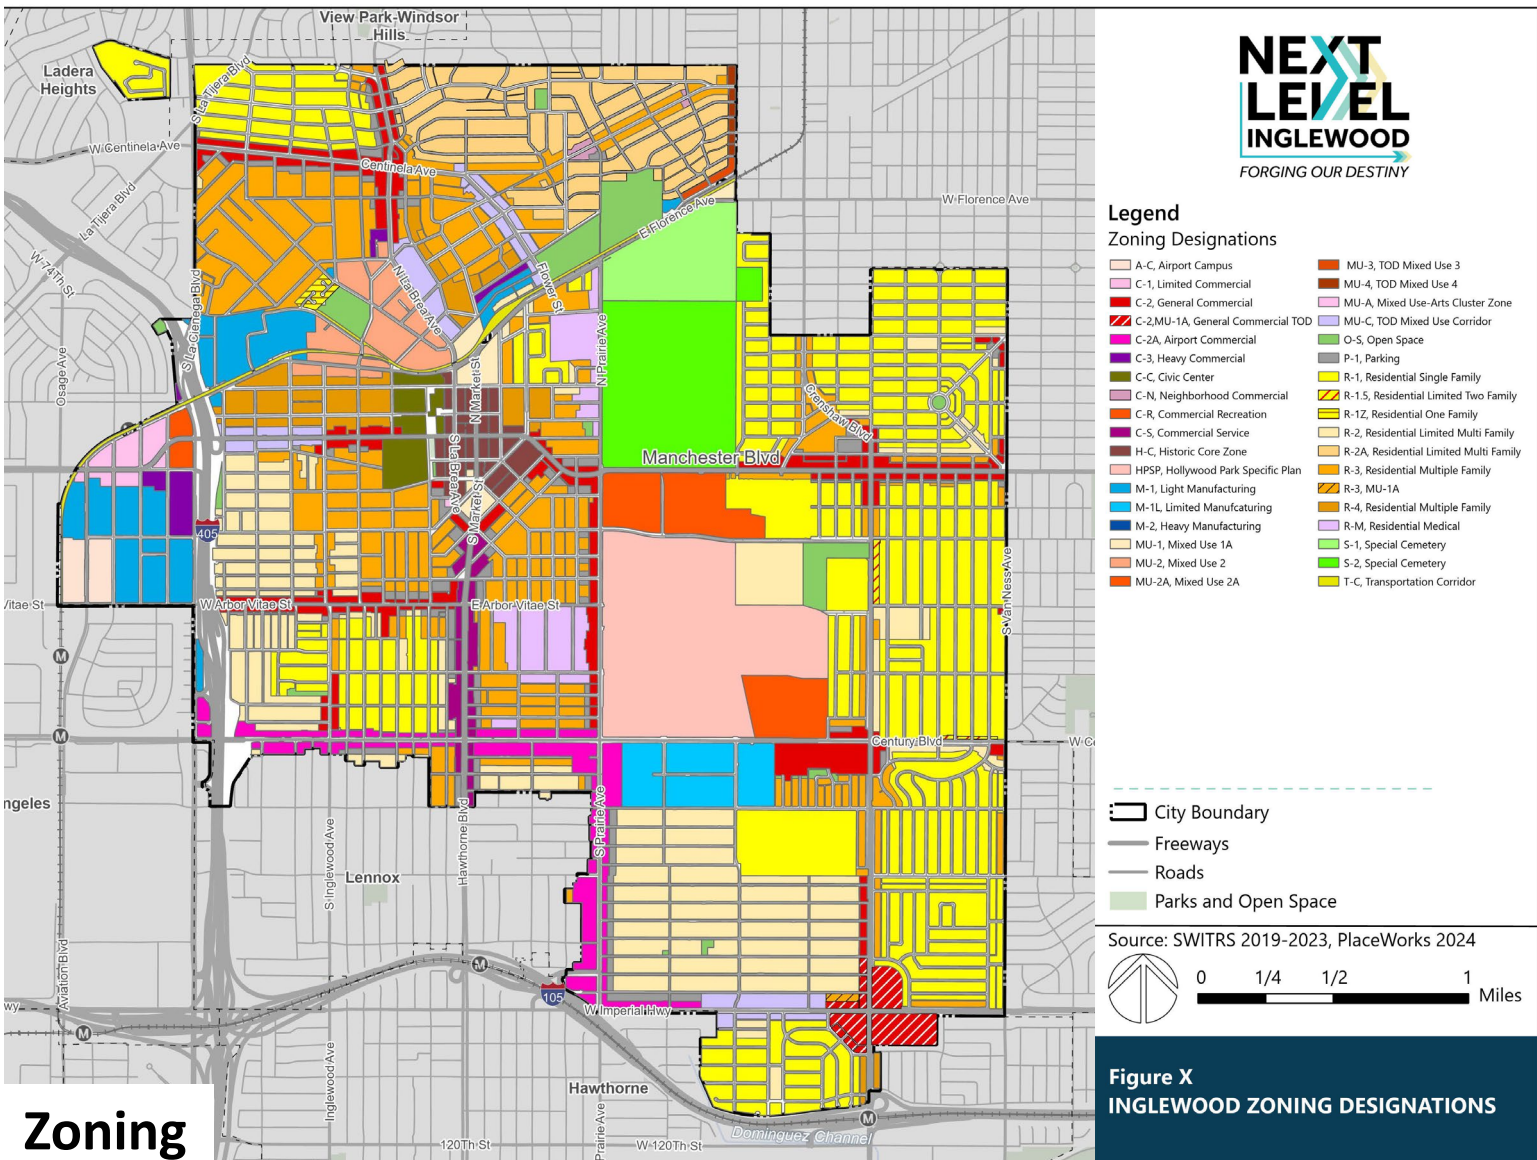 View Park-Windsor
Hills
Ladera
Heights
S La Tijera Blvd
W Centinela Ave
Centinela Ave
La Tijera Blvd
W Florence Ave
E Florence Ave
W 74Th St
N La Brea Ave
Flower St
S La Cienega Blvd
Osage Ave
N Market St
N Prairie Ave
Crenshaw Blvd
Manchester Blvd
S La Brea Ave
S Market St
405
S Van Ness Ave
Vitae St
W Arbor Vitae St
E Arbor Vitae St
M
M
Century Blvd
W Ce
ngeles
S Inglewood Ave
Hawthorne Blvd
S Prairie Ave
Lennox
Aviation Blvd
M
105
W Imperial Hwy
wy
M
Inglewood Ave
Hawthorne
Prairie Ave
M
Dominguez Channel
120Th St
W 120Th St
Zoning
NEXT
LEVEL
INGLEWOOD
FORGING OUR DESTINY
Legend
Zoning Designations
A-C, Airport Campus
C-1, Limited Commercial
C-2, General Commercial
C-2,MU-1A, General Commercial TOD
C-2A, Airport Commercial
C-3, Heavy Commercial
C-C, Civic Center
C-N, Neighborhood Commercial
C-R, Commercial Recreation
C-S, Commercial Service
H-C, Historic Core Zone
HPSP, Hollywood Park Specific Plan
M-1, Light Manufacturing
M-1L, Limited Manufcaturing
M-2, Heavy Manufacturing
MU-1, Mixed Use 1A
MU-2, Mixed Use 2
MU-2A, Mixed Use 2A
MU-3, TOD Mixed Use 3
MU-4, TOD Mixed Use 4
MU-A, Mixed Use-Arts Cluster Zone
MU-C, TOD Mixed Use Corridor
O-S, Open Space
P-1, Parking
R-1, Residential Single Family
R-1.5, Residential Limited Two Family
R-1Z, Residential One Family
R-2, Residential Limited Multi Family
R-2A, Residential Limited Multi Family
R-3, Residential Multiple Family
R-3, MU-1A
R-4, Residential Multiple Family
R-M, Residential Medical
S-1, Special Cemetery
S-2, Special Cemetery
T-C, Transportation Corridor
City Boundary
Freeways
Roads
Parks and Open Space
Source: SWITRS 2019-2023, PlaceWorks 2024
0 1/4 1/2 1
Miles
Figure X
INGLEWOOD ZONING DESIGNATIONS